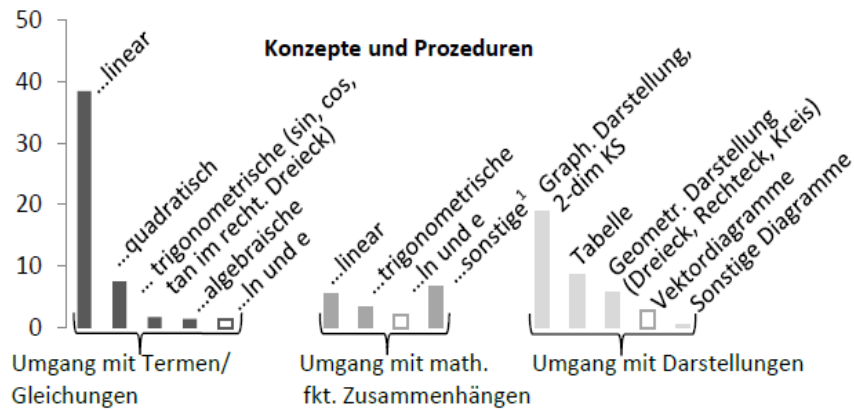 Konzepte und Prozeduren
50
40
30
20
10
0
...linear
...quadratisch
... trigonometrische (sin, cos,
tan im recht. Dreieck)
...algebraische
...ln und e
...linear
...trigonometrische
...ln und e
...sonstige¹
Graph. Darstellung,
2-dim KS
Tabelle
Geometr. Darstellung
(Dreieck, Rechteck, Kreis)
Vektordiagramme
Sonstige Diagramme
Umgang mit Termen/
Gleichungen
Umgang mit math.
fkt. Zusammenhängen
Umgang mit Darstellungen